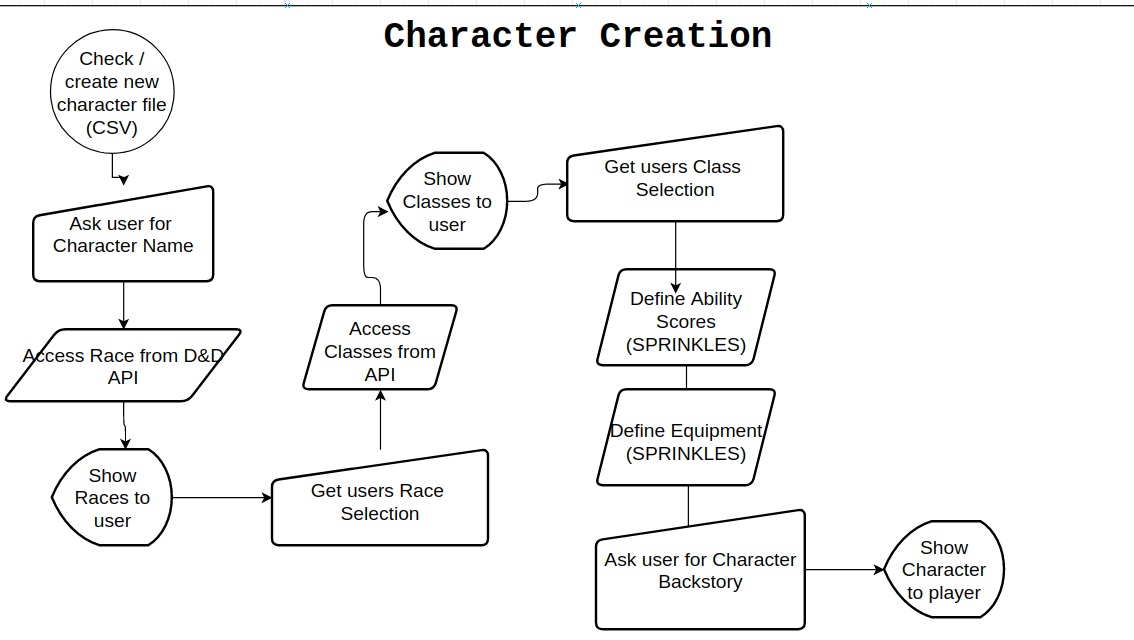 Character Creation
Check /
create new
character file
(CSV)
Ask user for
Character Name
Access Race from D&D
API
Show
Races to
user
Get users Race
Selection
Access
Classes from
API
Show
Classes to
user
Get users Class
Selection
Define Ability
Scores
(SPRINKLES)
Define Equipment
(SPRINKLES)
Ask user for Character
Backstory
Show
Character
to player